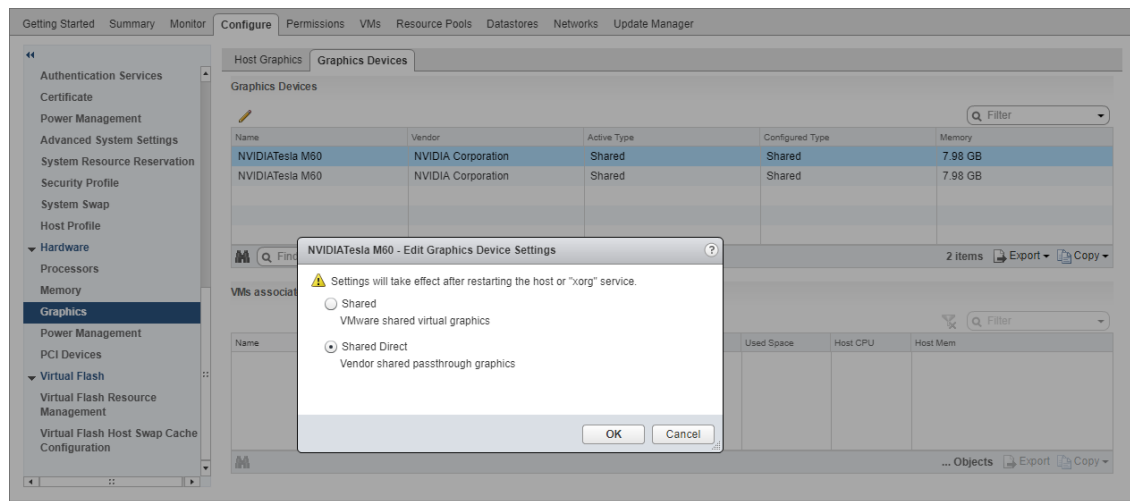 Getting Started Summary Monitor Configure Permissions VMs Resource Pools Datastores Networks Update Manager
Authentication Services
Certificate
Power Management
Advanced System Settings
System Resource Reservation
Security Profile
System Swap
Host Profile
Hardware
Processors
Memory
Graphics
Power Management
PCI Devices
Virtual Flash
Virtual Flash Resource
Management
Virtual Flash Host Swap Cache
Configuration
Host Graphics Graphics Devices
Graphics Devices
Filter
Name Vendor Active Type Configured Type Memory
NVIDIATesla M60 NVIDIA Corporation Shared Shared 7.98 GB
NVIDIATesla M60 NVIDIA Corporation Shared Shared 7.98 GB
2 items Export Copy
NVIDIATesla M60 - Edit Graphics Device Settings
Settings will take effect after restarting the host or "xorg" service.
Shared
VMware shared virtual graphics
Shared Direct
Vendor shared passthrough graphics
OK Cancel
VMs
Filter
Name Used Space Host CPU Host Mem
... Objects Export Copy